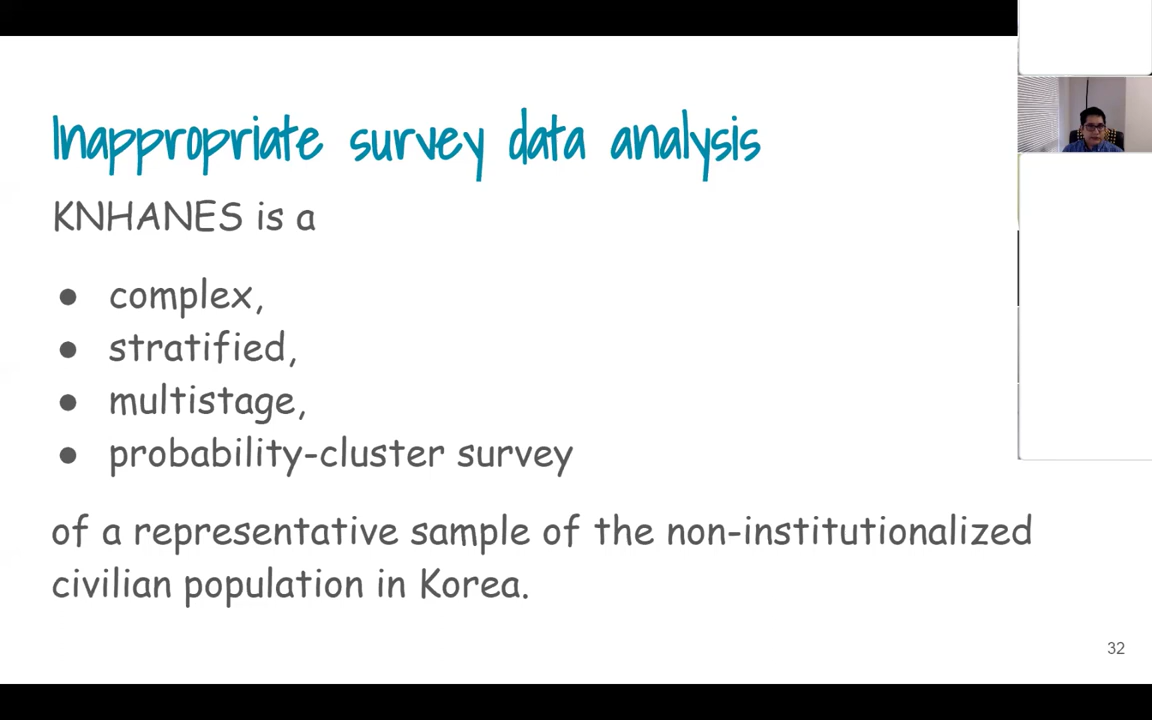 Inappropriate survey data analysis
KNHANES is a
● complex,
● stratified,
● multistage,
● probability-cluster survey
of a representative sample of the non-institutionalized
civilian population in Korea.
32